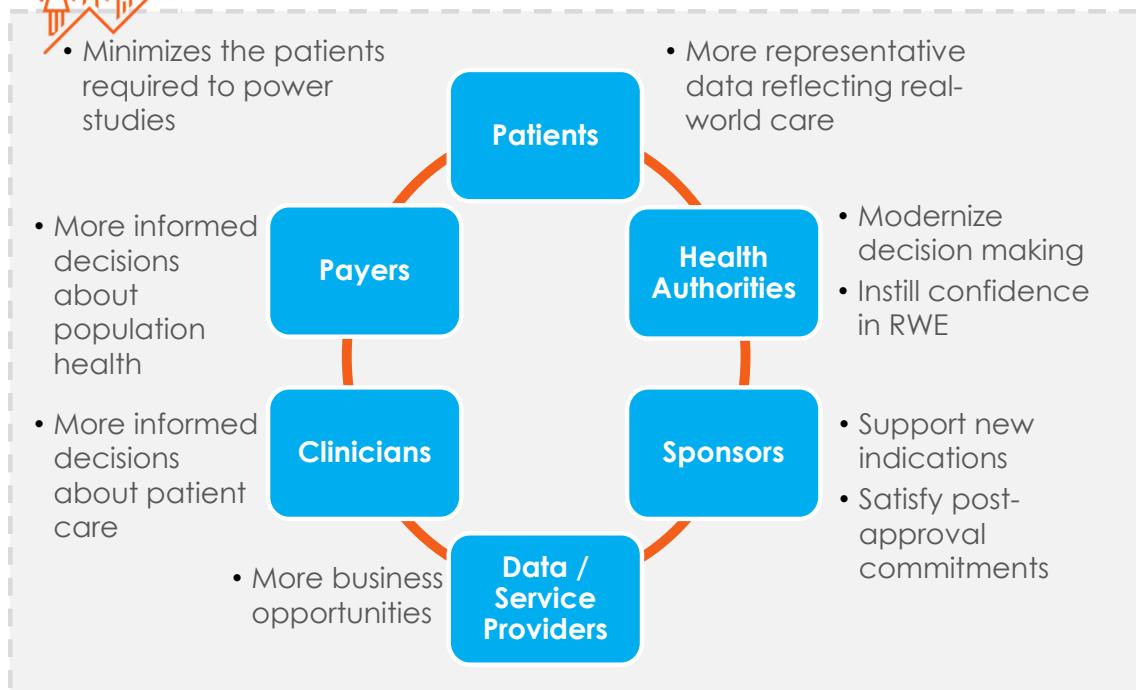 • Minimizes the patients
required to power
studies
• More representative
data reflecting real-
world care
Patients
• More informed
decisions
about
population
health
Payers
Health
Authorities
• Modernize
decision making
• Instill confidence
in RWE
• More informed
decisions
about patient
care
Clinicians
Sponsors
• Support new
indications
• Satisfy post-
approval
commitments
• More business
opportunities
Data /
Service
Providers